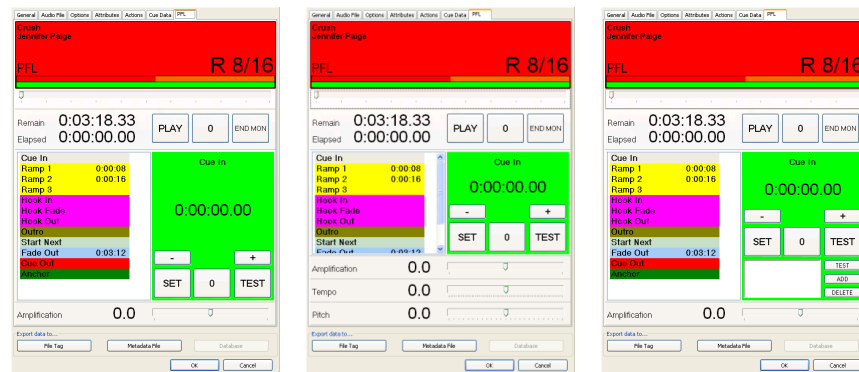 General Audio File Options Attributes Actions Cue Data PFL
Crush
Jennifer Paige
PFL R 8/16
Remain 0:03:18.33
Elapsed 0:00:00.00
PLAY 0 END MON
Cue In
Ramp 1 0:00:08
Ramp 2 0:00:16
Ramp 3
Hook In
Hook Fade
Hook Out
Outro
Start Next
Fade Out 0:03:12
Cue Out
Anchor
Cue In
0:00:00.00
- +
SET 0 TEST
Amplification 0.0
Export data to...
File Tag Metadata File Database
OK Cancel
General Audio File Options Attributes Actions Cue Data PFL
Crush
Jennifer Paige
PFL R 8/16
Remain 0:03:18.33
Elapsed 0:00:00.00
PLAY 0 END MON
Cue In
Ramp 1 0:00:08
Ramp 2 0:00:16
Ramp 3
Hook In
Hook Fade
Hook Out
Outro
Start Next
Fade Out 0:03:12
Cue In
0:00:00.00
- +
SET 0 TEST
Amplification 0.0
Tempo 0.0
Pitch 0.0
Export data to...
File Tag Metadata File Database
OK Cancel
General Audio File Options Attributes Actions Cue Data PFL
Crush
Jennifer Paige
PFL R 8/16
Remain 0:03:18.33
Elapsed 0:00:00.00
PLAY 0 END MON
Cue In
Ramp 1 0:00:08
Ramp 2 0:00:16
Ramp 3
Hook In
Hook Fade
Hook Out
Outro
Start Next
Fade Out 0:03:12
Cue Out
Anchor
Cue In
0:00:00.00
- +
SET 0 TEST
TEST
ADD
DELETE
Amplification 0.0
Export data to...
File Tag Metadata File Database
OK Cancel